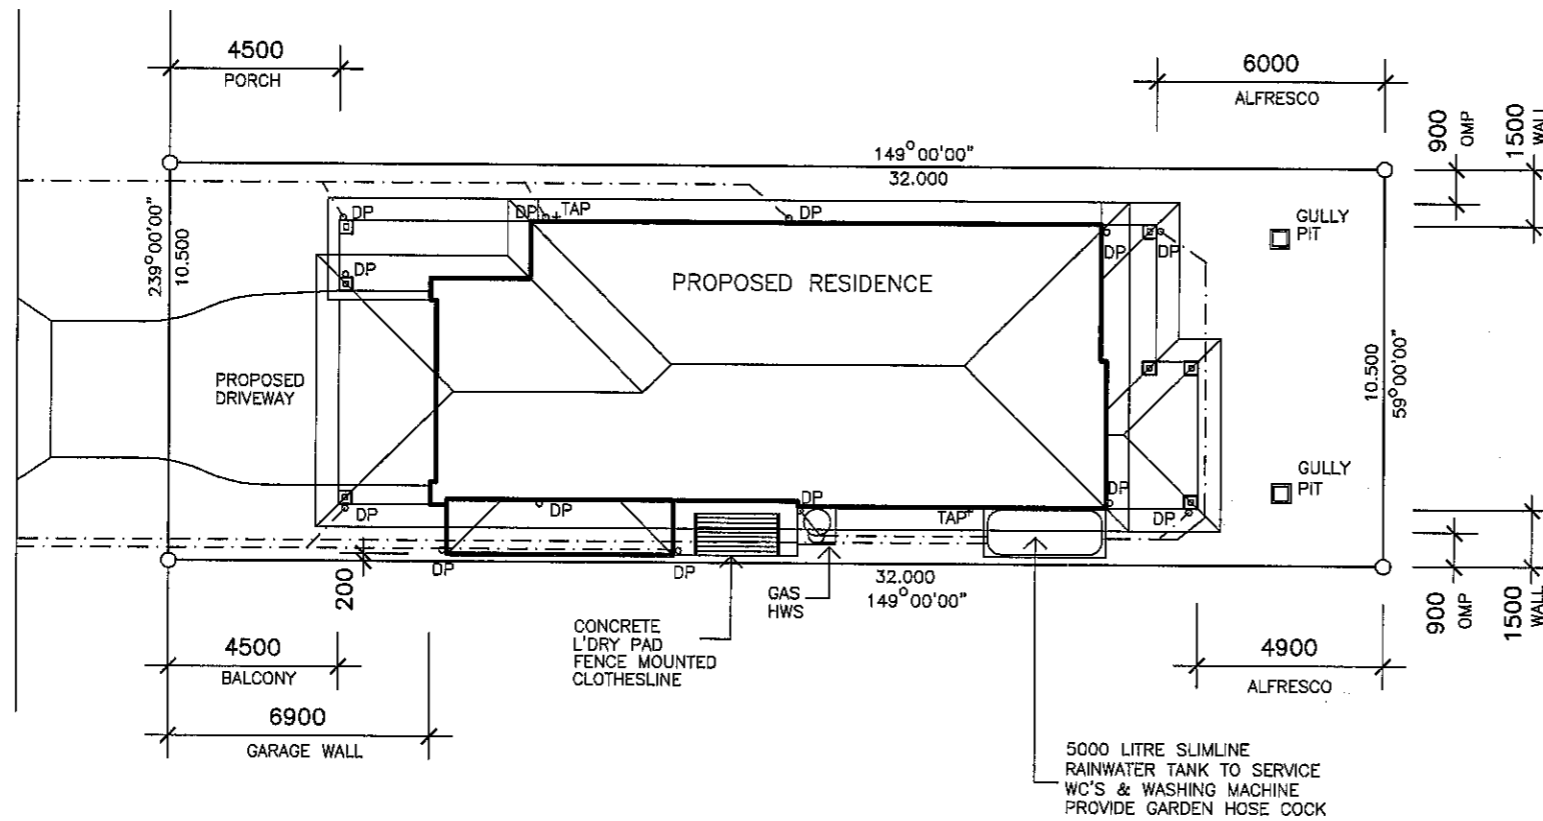 4500
PORCH
6000
ALFRESCO
900
OMP
1500
WALL
149°00'00"
32.000
239°00'00"
10.500
DP
DP
TAP
DP
GULLY
PIT
DP
DP
DP
PROPOSED RESIDENCE
PROPOSED
DRIVEWAY
10.500
59°00'00"
GULLY
PIT
DP
DP
DP
DP
TAP
DP
DP
DP
32.000
149°00'00"
200
GAS
HWS
900
OMP
1500
WALL
CONCRETE
L'DRY PAD
FENCE MOUNTED
CLOTHESLINE
4500
BALCONY
4900
ALFRESCO
6900
GARAGE WALL
5000 LITRE SLIMLINE
RAINWATER TANK TO SERVICE
WC'S & WASHING MACHINE
PROVIDE GARDEN HOSE COCK